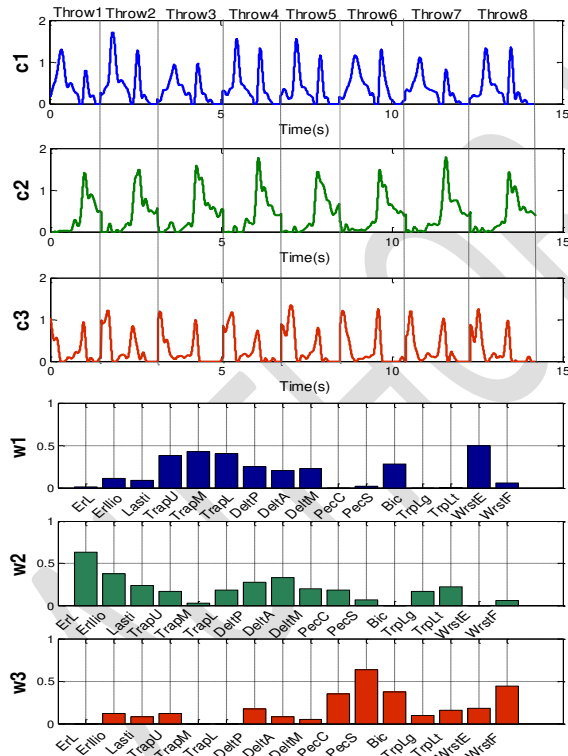 Throw1 Throw2 Throw3 Throw4 Throw5 Throw6 Throw7 Throw8
2
c1
1
0
0 5 10 15
Time(s)
2
c2
1
0
0 5 10 15
Time(s)
2
c3
1
0
0 5 10 15
Time(s)
1
w1
0.5
0
ErL ErIlio Lasti TrapU TrapM TrapL DeltP DeltA DeltM PecC PecS Bic TrpLg TrpLt WrstE WrstF
1
w2
0.5
0
ErL ErIlio Lasti TrapU TrapM TrapL DeltP DeltA DeltM PecC PecS Bic TrpLg TrpLt WrstE WrstF
1
w3
0.5
0
ErL ErIlio Lasti TrapU TrapM TrapL DeltP DeltA DeltM PecC PecS Bic TrpLg TrpLt WrstE WrstF